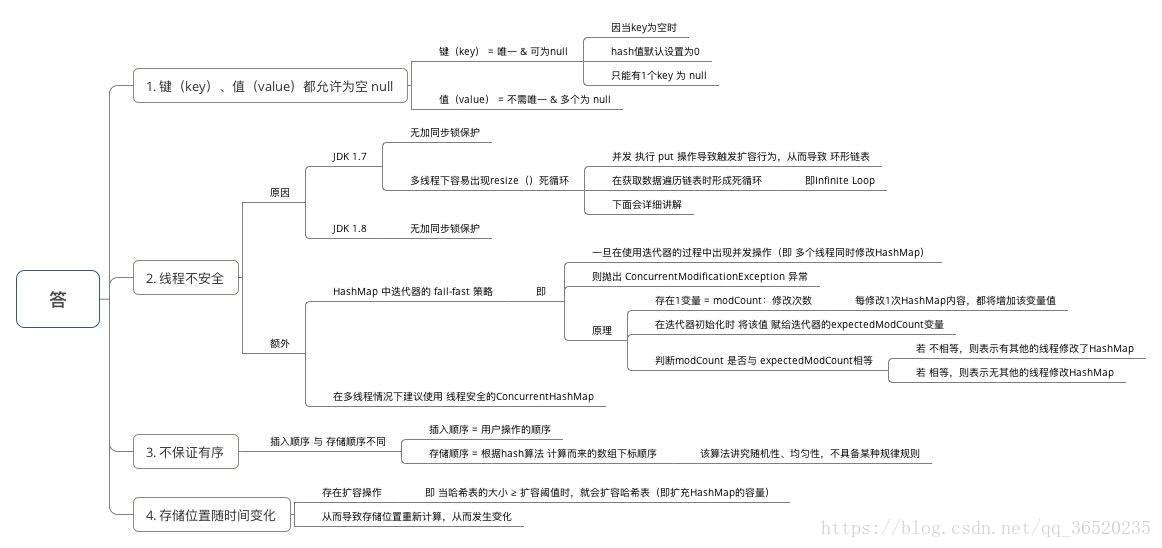 答
1. 键（key）、值（value）都允许为空 null
键（key） = 唯一 & 可为null
因当key为空时
hash值默认设置为0
只能有1个key 为 null
值（value） = 不需唯一 & 多个为 null
2. 线程不安全
原因
JDK 1.7
无加同步锁保护
多线程下容易出现resize（）死循环
并发 执行 put 操作导致触发扩容行为，从而导致 环形链表
在获取数据遍历链表时形成死循环
即Infinite Loop
下面会详细讲解
JDK 1.8
无加同步锁保护
额外
HashMap 中迭代器的 fail-fast 策略
即
一旦在使用迭代器的过程中出现并发操作（即 多个线程同时修改HashMap）
则抛出 ConcurrentModificationException 异常
原理
存在1变量 = modCount：修改次数
每修改1次HashMap内容，都将增加该变量值
在迭代器初始化时 将该值 赋给迭代器的expectedModCount变量
判断modCount 是否与 expectedModCount相等
若 不相等，则表示有其他的线程修改了HashMap
若 相等，则表示无其他的线程修改HashMap
在多线程情况下建议使用 线程安全的ConcurrentHashMap
3. 不保证有序
插入顺序 与 存储顺序不同
插入顺序 = 用户操作的顺序
存储顺序 = 根据hash算法 计算而来的数组下标顺序
该算法讲究随机性、均匀性，不具备某种规律规则
4. 存储位置随时间变化
存在扩容操作
即 当哈希表的大小 ≥ 扩容阈值时，就会扩容哈希表（即扩充HashMap的容量）
从而导致存储位置重新计算，从而发生变化
https://blog.csdn.net/qq_36520235